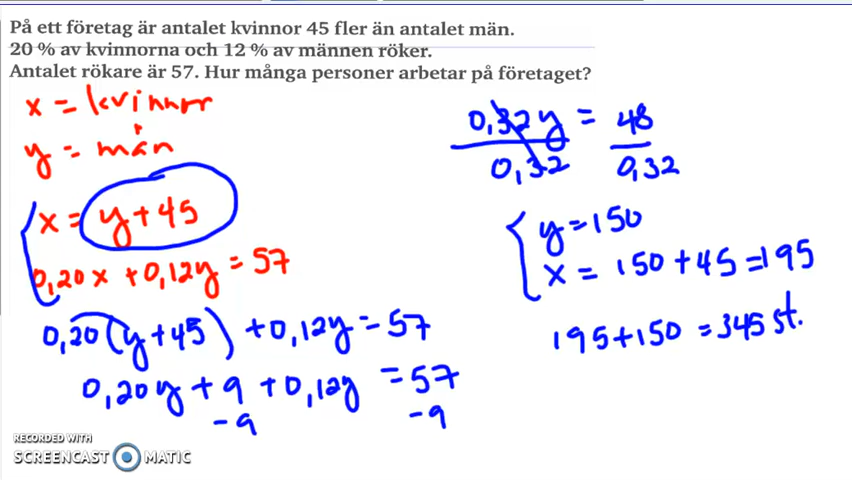 På ett företag är antalet kvinnor 45 fler än antalet män.
20 % av kvinnorna och 12 % av männen röker.
Antalet rökare är 57. Hur många personer arbetar på företaget?
x = kvinnor
y = män
x = y + 45
0,20x + 0,12y = 57
0,20(y+45) + 0,12y = 57
0,20y + 9 + 0,12y = 57
-9 -9
0,32y = 48
0,32 0,32
y = 150
x = 150 + 45 = 195
195 + 150 = 345 st.
RECORDED WITH
SCREENCAST MATIC